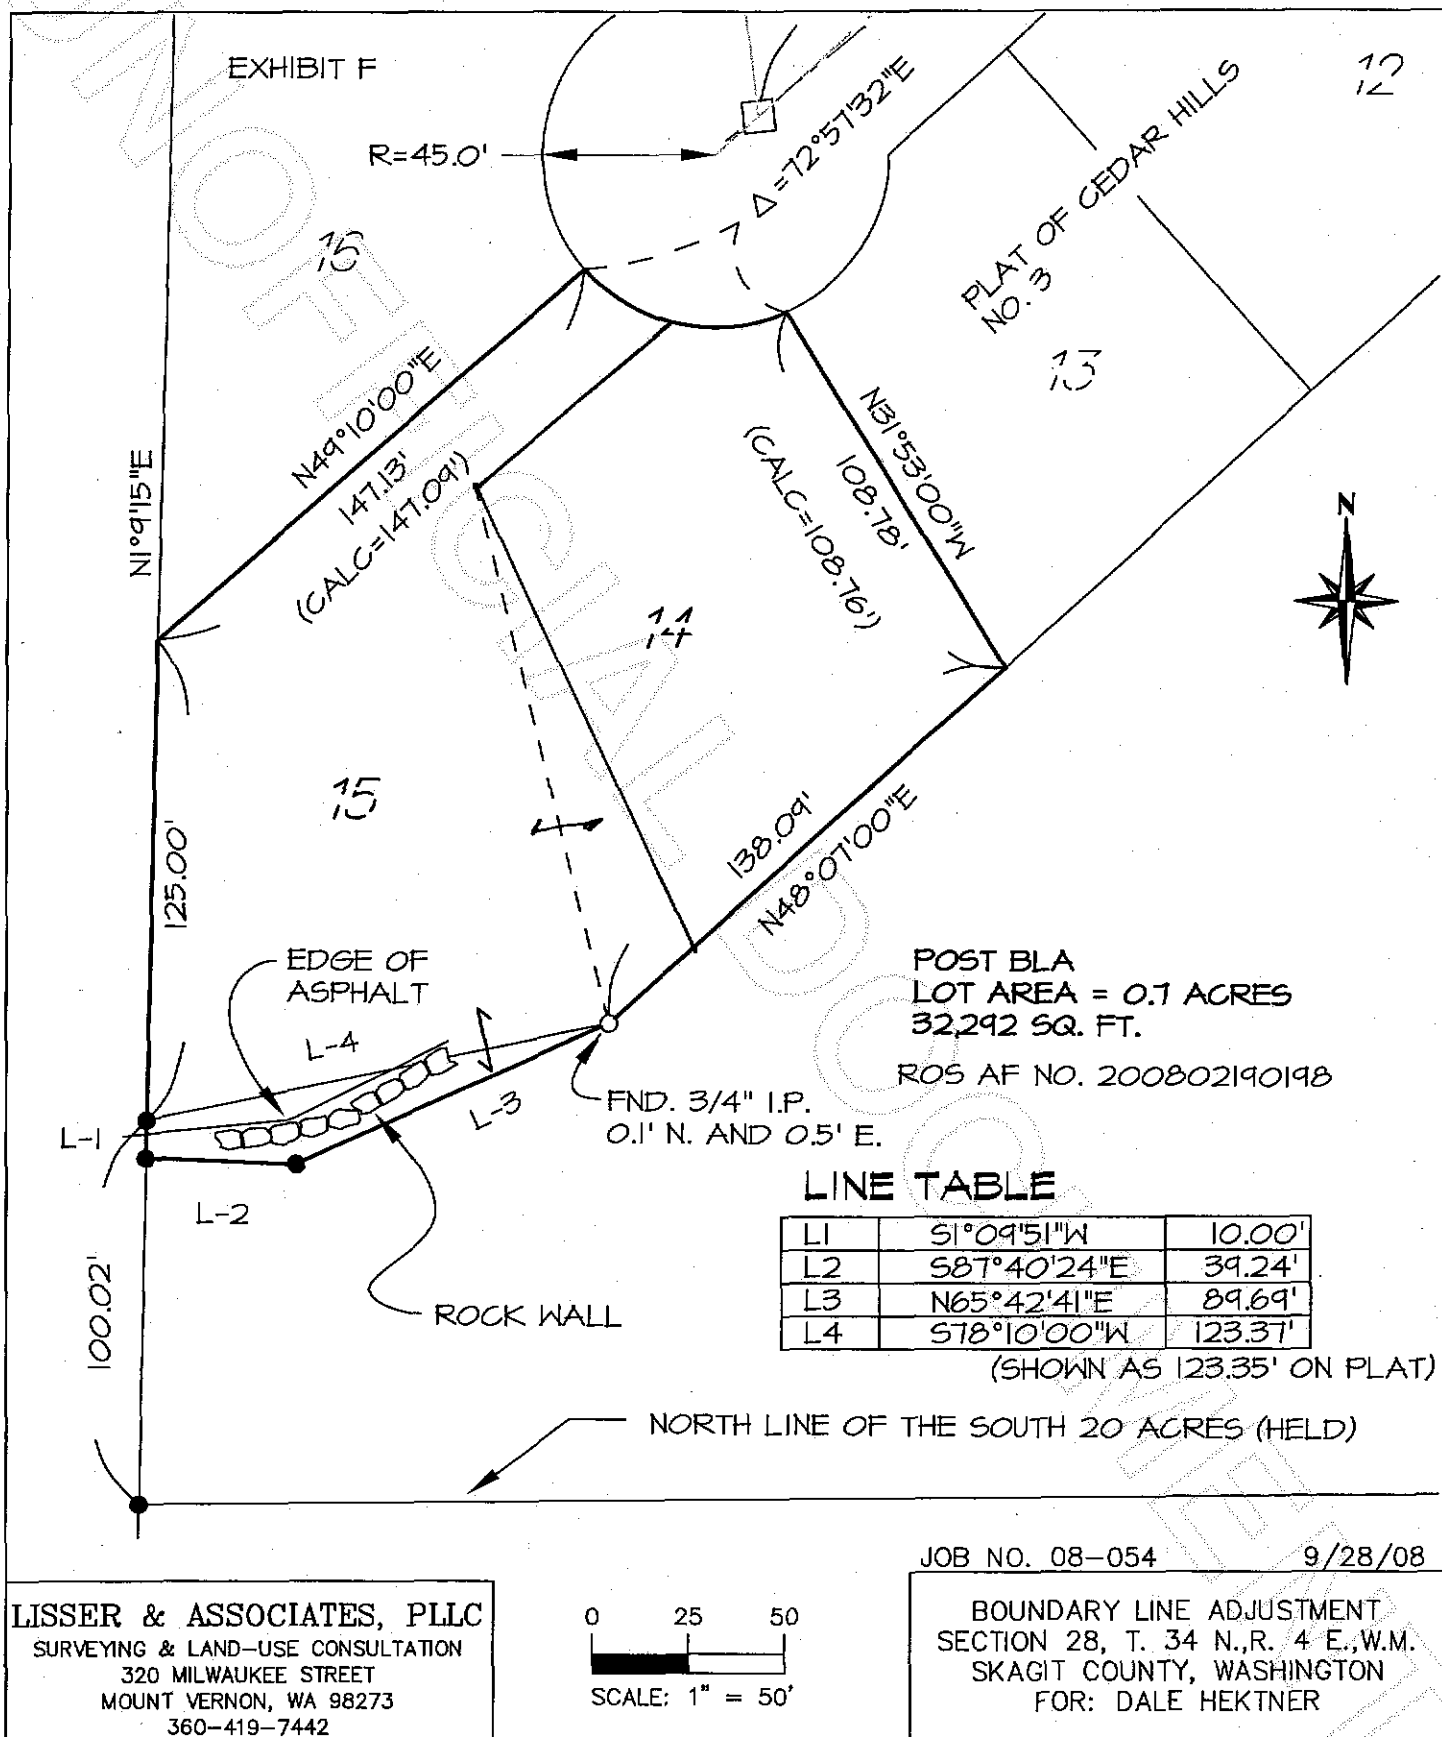 EXHIBIT F
R=45.0'
Δ=72°57'32"E
12
PLAT OF CEDAR HILLS
NO. 3
16
13
N49°10'00"E
147.13'
(CALC=147.09')
N1°9'15"E
N31°53'00"W
108.78'
(CALC=108.76')
N
14
15
125.00'
138.09'
N48°07'00"E
EDGE OF
ASPHALT
L-4
POST BLA
LOT AREA = 0.7 ACRES
32,292 SQ. FT.
ROS AF NO. 200802190198
L-3
FND. 3/4" I.P.
0.1' N. AND 0.5' E.
L-1
L-2
LINE TABLE
L1 S1°09'51"W 10.00'
L2 S87°40'24"E 39.24'
L3 N65°42'41"E 89.69'
L4 S78°10'00"W 123.37'
(SHOWN AS 123.35' ON PLAT)
100.02'
ROCK WALL
NORTH LINE OF THE SOUTH 20 ACRES (HELD)
JOB NO. 08-054 9/28/08
LISSER & ASSOCIATES, PLLC
SURVEYING & LAND-USE CONSULTATION
320 MILWAUKEE STREET
MOUNT VERNON, WA 98273
360-419-7442
0 25 50
SCALE: 1" = 50'
BOUNDARY LINE ADJUSTMENT
SECTION 28, T. 34 N.,R. 4 E.,W.M.
SKAGIT COUNTY, WASHINGTON
FOR: DALE HEKTNER
UNOFFICIAL DOCUMENT